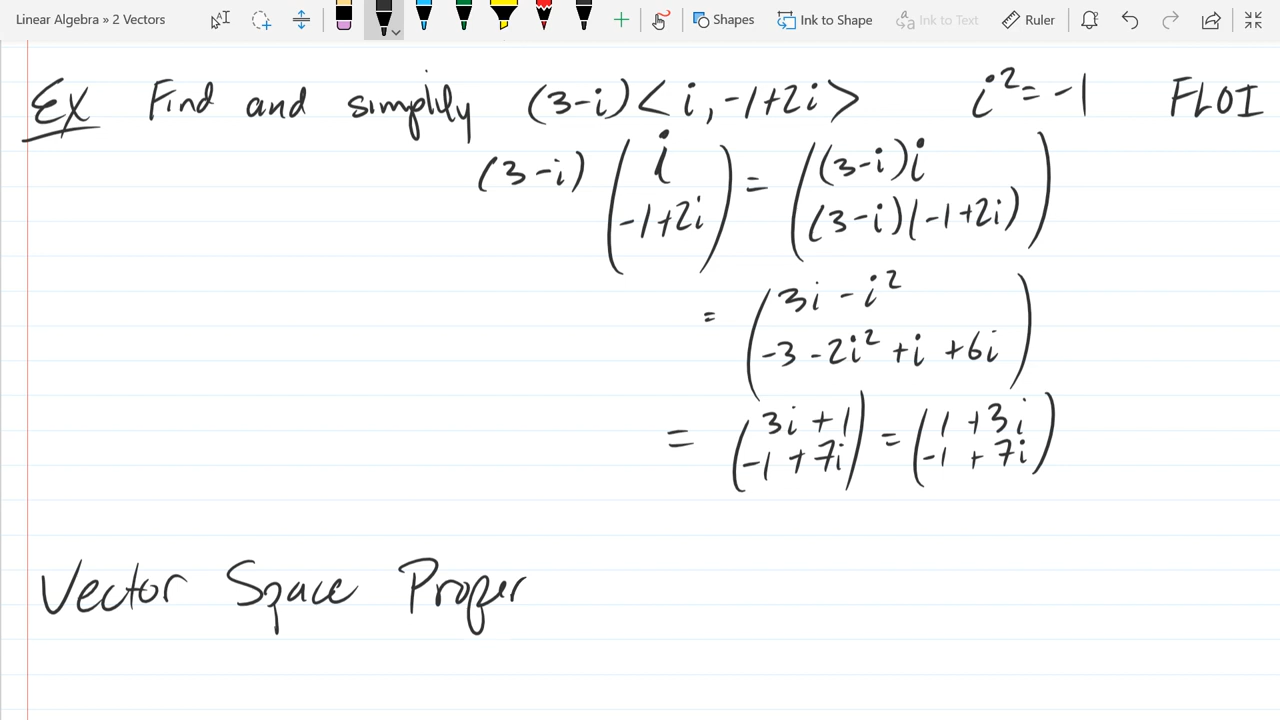 Linear Algebra » 2 Vectors Shapes Ink to Shape Ink to Text Ruler
Ex Find and simplify (3-i)<i, -1+2i> i² = -1 FLOI
(3-i) ( i ; -1+2i ) = ( (3-i)i ; (3-i)(-1+2i) )
= ( 3i - i² ; -3 - 2i² + i + 6i )
= ( 3i + 1 ; -1 + 7i ) = ( 1 + 3i ; -1 + 7i )
Vector Space Proper